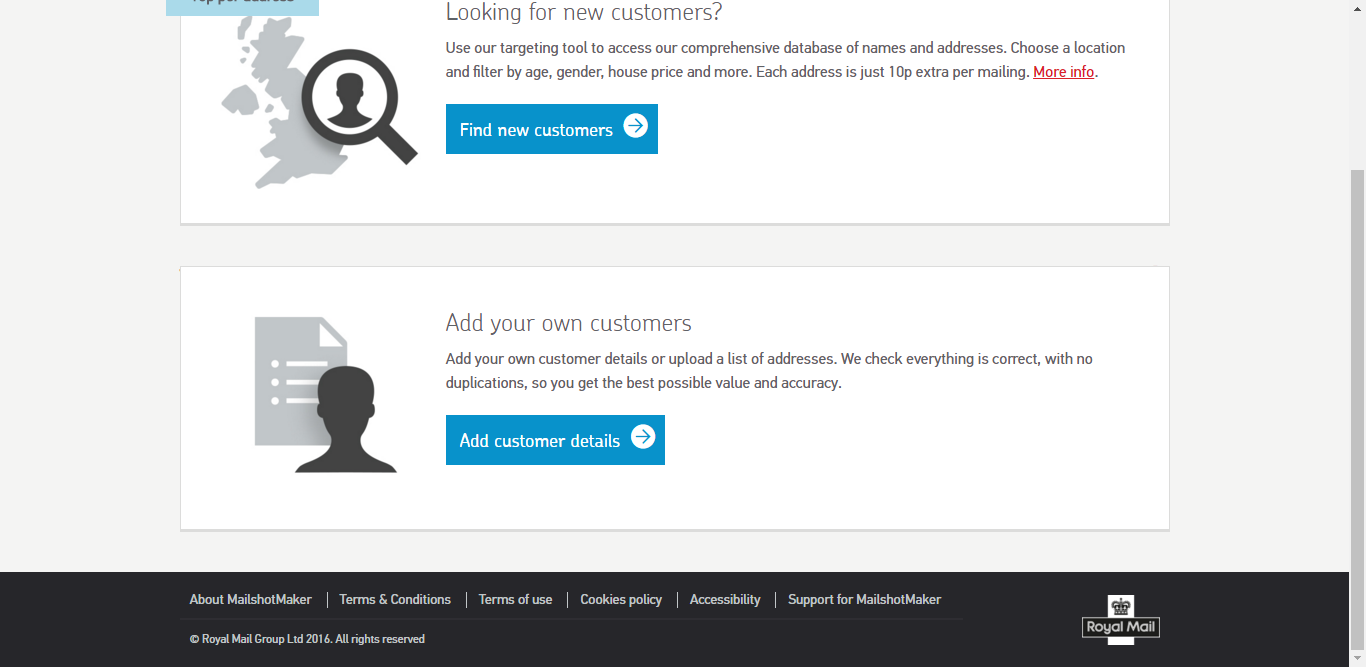 10p per address
Looking for new customers?
Use our targeting tool to access our comprehensive database of names and addresses. Choose a location
and filter by age, gender, house price and more. Each address is just 10p extra per mailing. More info.
Find new customers
Add your own customers
Add your own customer details or upload a list of addresses. We check everything is correct, with no
duplications, so you get the best possible value and accuracy.
Add customer details
About MailshotMaker | Terms & Conditions | Terms of use | Cookies policy | Accessibility | Support for MailshotMaker
© Royal Mail Group Ltd 2016. All rights reserved
Royal Mail